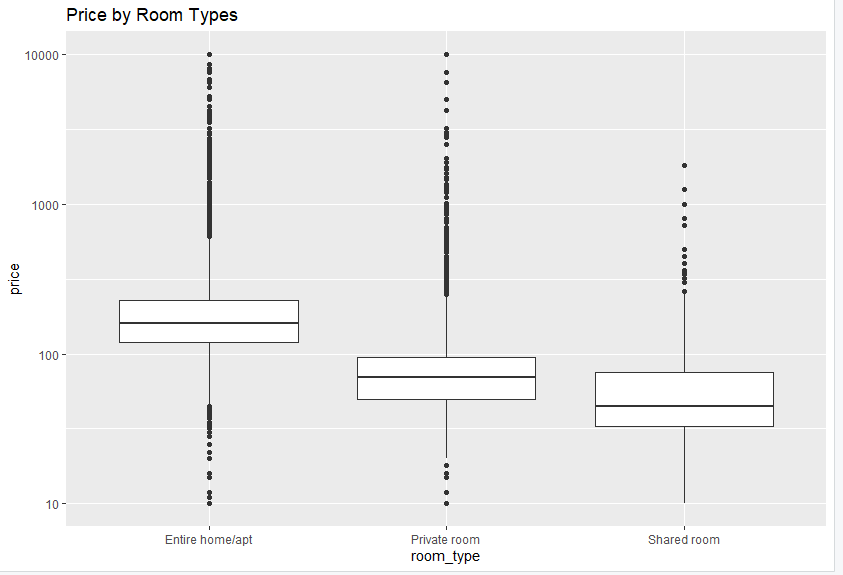 Price by Room Types
10000
1000
100
10
price
Entire home/apt Private room Shared room
room_type